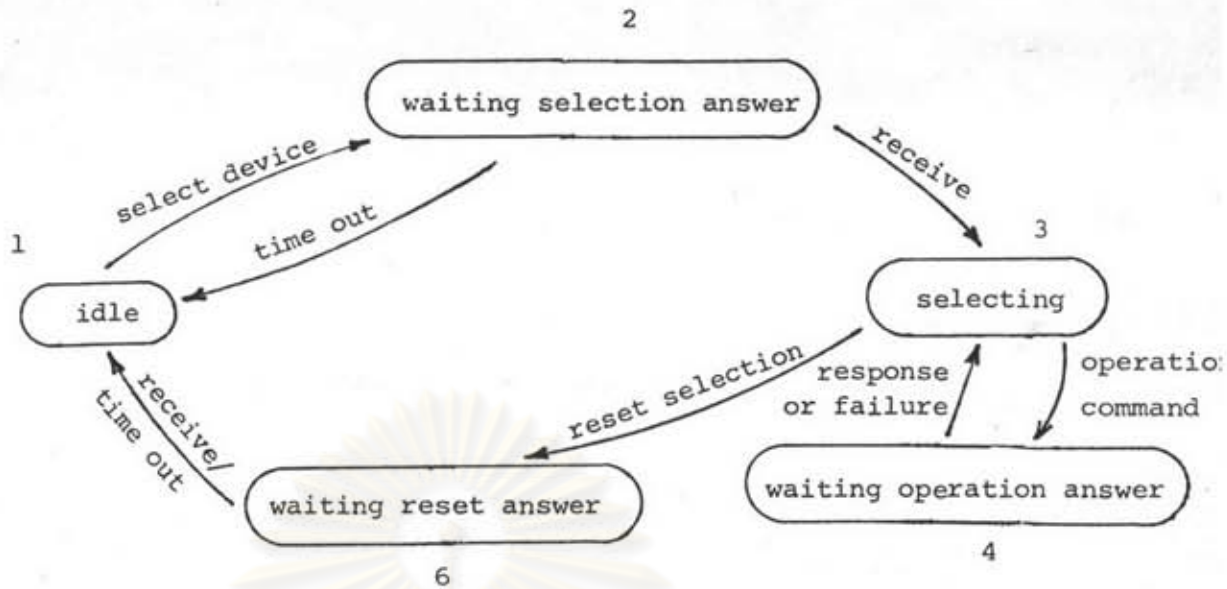 2
waiting selection answer
select device
time out
receive
1
idle
3
selecting
reset selection
response
or failure
operatio
command
receive/
time out
waiting reset answer
6
waiting operation answer
4